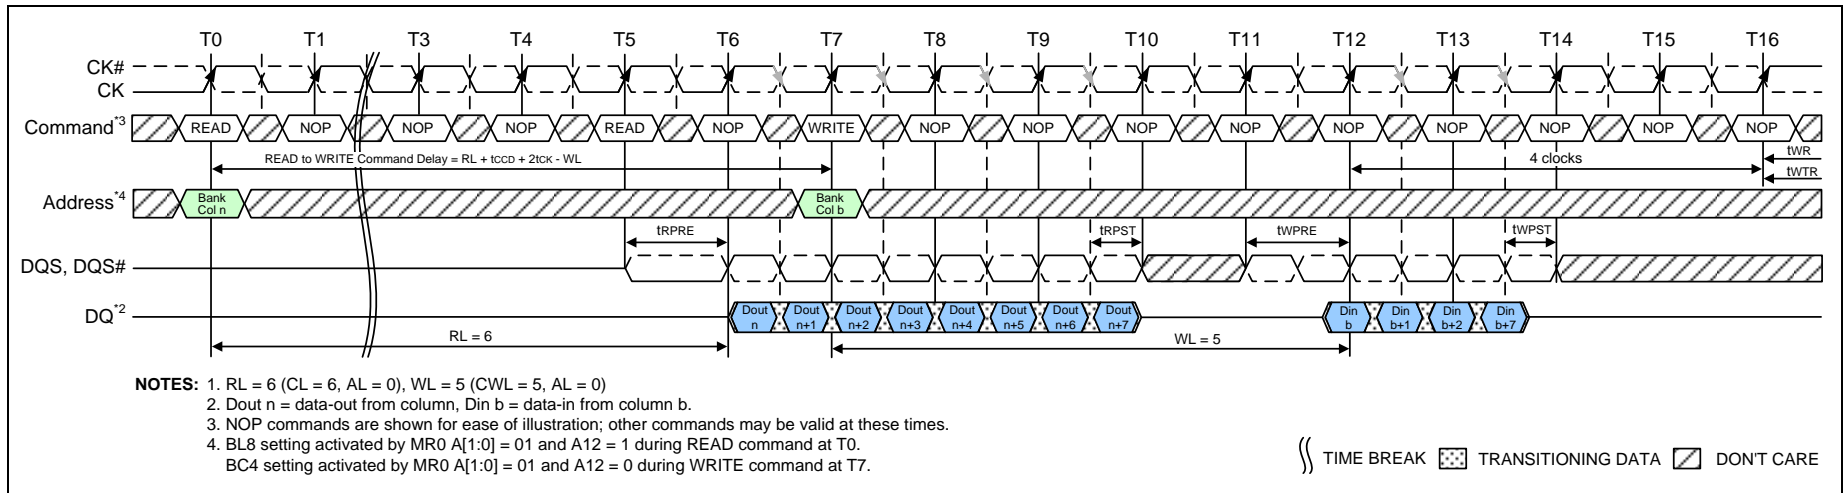 T0 T1 T3 T4 T5 T6 T7 T8 T9 T10 T11 T12 T13 T14 T15 T16
CK#
CK
Command*3 READ NOP NOP NOP READ NOP WRITE NOP NOP NOP NOP NOP NOP NOP NOP NOP
READ to WRITE Command Delay = RL + tCCD + 2tCK - WL
4 clocks
tWR
tWTR
Address*4
Bank
Col n
Bank
Col b
tRPRE tRPST tWPRE tWPST
DQS, DQS#
DQ*2
Dout
n
Dout
n+1
Dout
n+2
Dout
n+3
Dout
n+4
Dout
n+5
Dout
n+6
Dout
n+7
Din
b
Din
b+1
Din
b+2
Din
b+7
RL = 6
WL = 5
NOTES: 1. RL = 6 (CL = 6, AL = 0), WL = 5 (CWL = 5, AL = 0)
2. Dout n = data-out from column, Din b = data-in from column b.
3. NOP commands are shown for ease of illustration; other commands may be valid at these times.
4. BL8 setting activated by MR0 A[1:0] = 01 and A12 = 1 during READ command at T0.
BC4 setting activated by MR0 A[1:0] = 01 and A12 = 0 during WRITE command at T7.
TIME BREAK TRANSITIONING DATA DON'T CARE